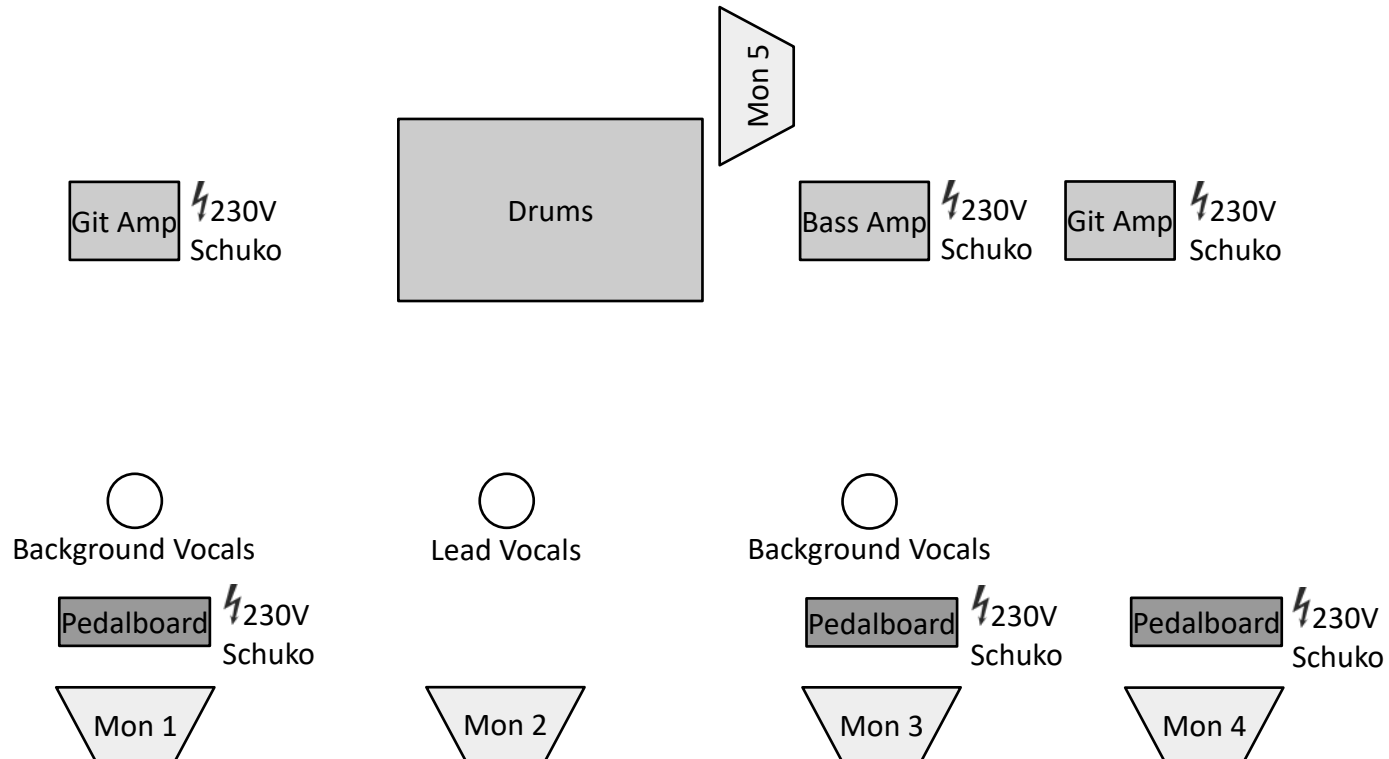 Mon 5
Git Amp
230V
Schuko
Drums
Bass Amp
230V
Schuko
Git Amp
230V
Schuko
Background Vocals
Lead Vocals
Background Vocals
Pedalboard
230V
Schuko
Pedalboard
230V
Schuko
Pedalboard
230V
Schuko
Mon 1
Mon 2
Mon 3
Mon 4